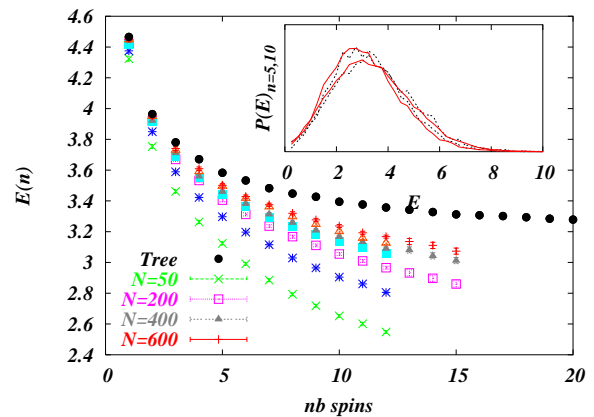 4.6
4.4
4.2
4
3.8
3.6
3.4
3.2
3
2.8
2.6
2.4
E(n)
0 5 10 15 20
nb spins
Tree
N=50
N=200
N=400
N=600
P(E)n=5,10
0 2 4 6 8 10
E